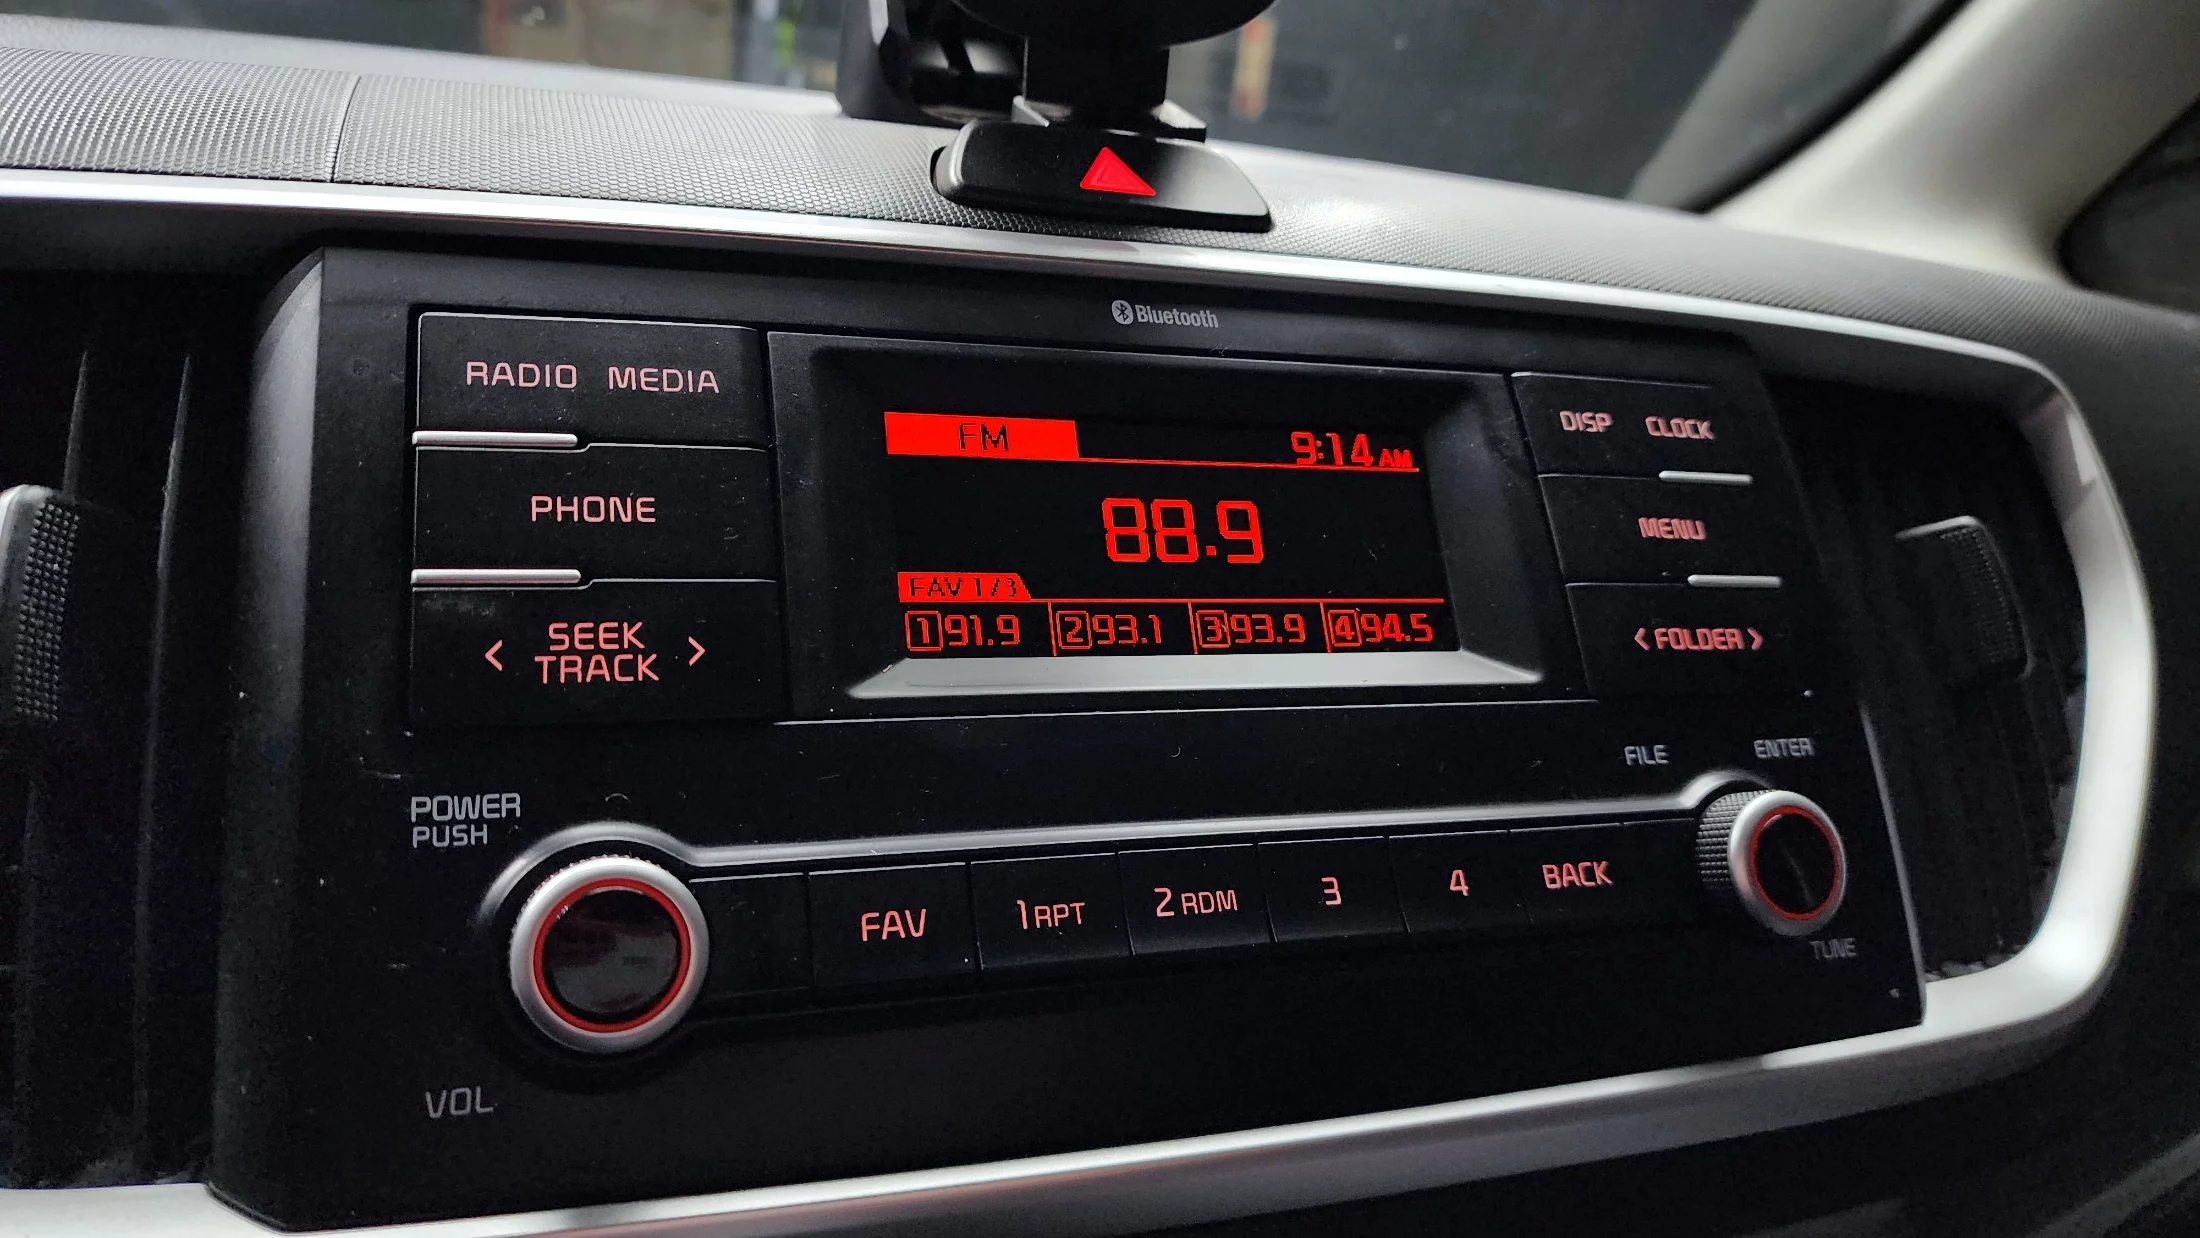 Bluetooth
RADIO MEDIA
PHONE
< SEEK TRACK >
FM 9:14 AM
88.9
FAV 1/3
1 91.9 2 93.1 3 93.9 4 94.5
DISP CLOCK
MENU
< FOLDER >
FILE ENTER
POWER
PUSH
FAV 1 RPT 2 RDM 3 4 BACK
TUNE
VOL